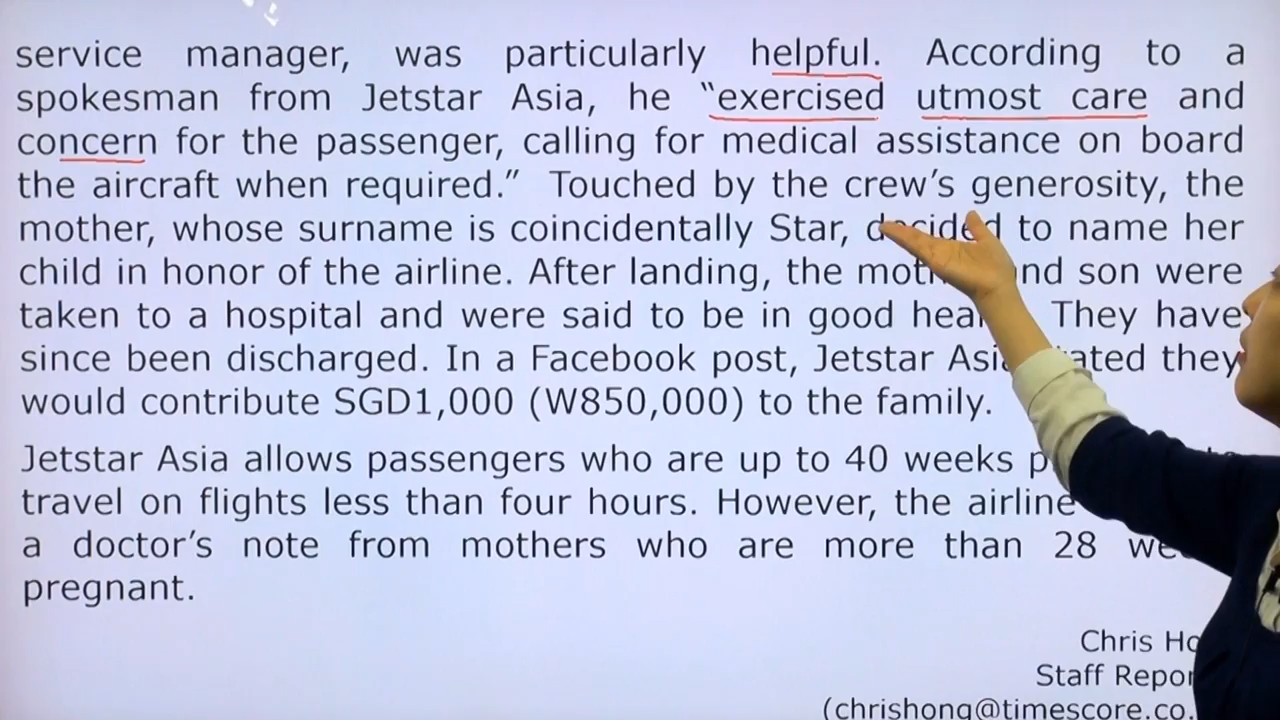 service manager, was particularly helpful. According to a
spokesman from Jetstar Asia, he “exercised utmost care and
concern for the passenger, calling for medical assistance on board
the aircraft when required.” Touched by the crew’s generosity, the
mother, whose surname is coincidentally Star, decided to name her
child in honor of the airline. After landing, the and son were
taken to a hospital and were said to be in good They have
since been discharged. In a Facebook post, Jetstar they
would contribute SGD1,000 (W850,000) to the family.
Jetstar Asia allows passengers who are up to 40 weeks
travel on flights less than four hours. However, the airline
a doctor’s note from mothers who are more than 28
pregnant.
Chris
Staff
(chrishong@timescore.co.